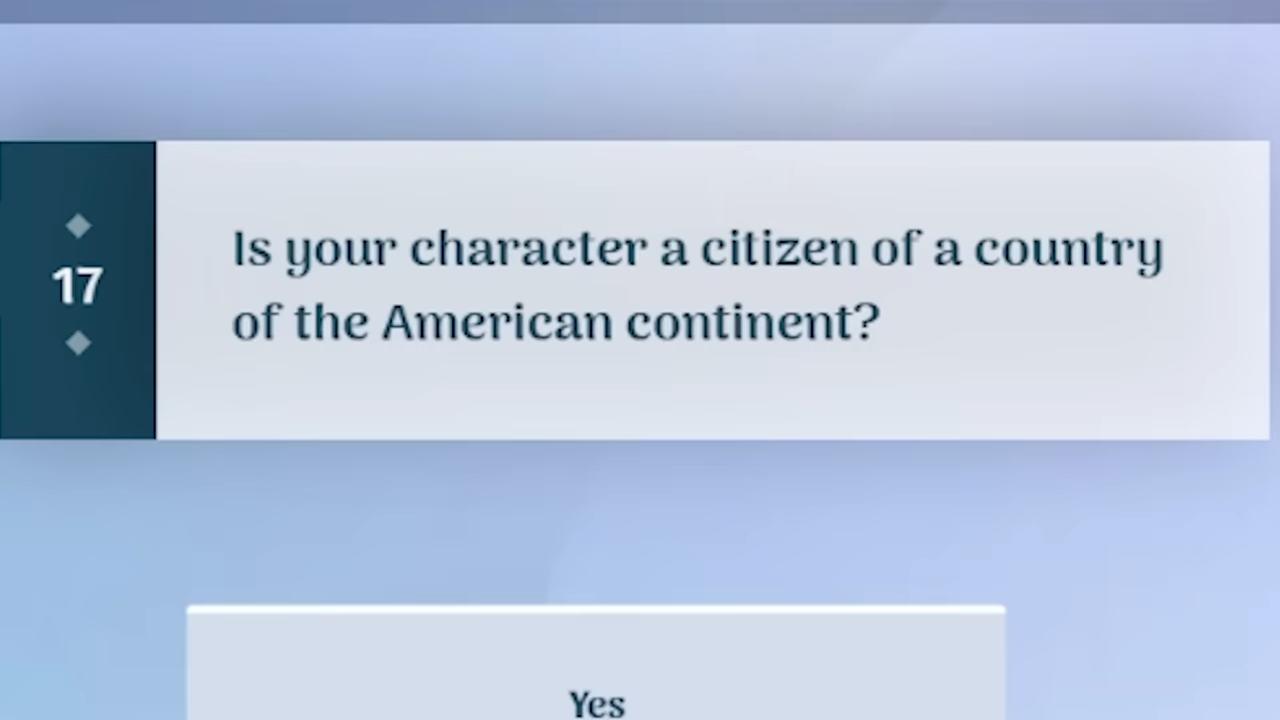 17
Is your character a citizen of a country
of the American continent?
Yes